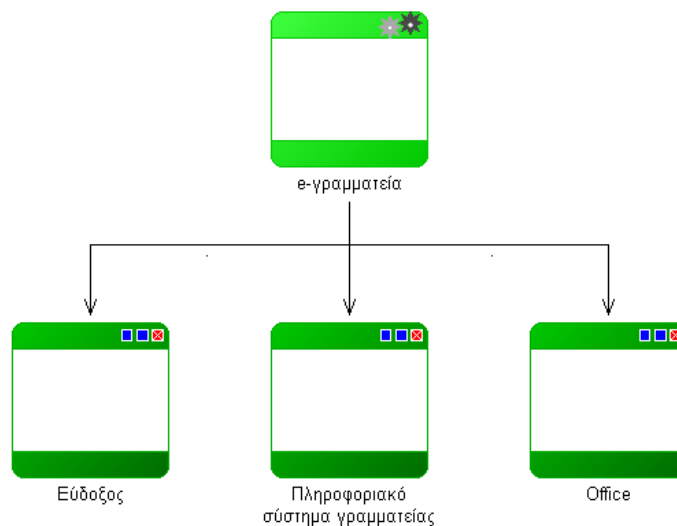 e-γραμματεία
Εύδοξος
Πληροφοριακό
σύστημα γραμματείας
Office